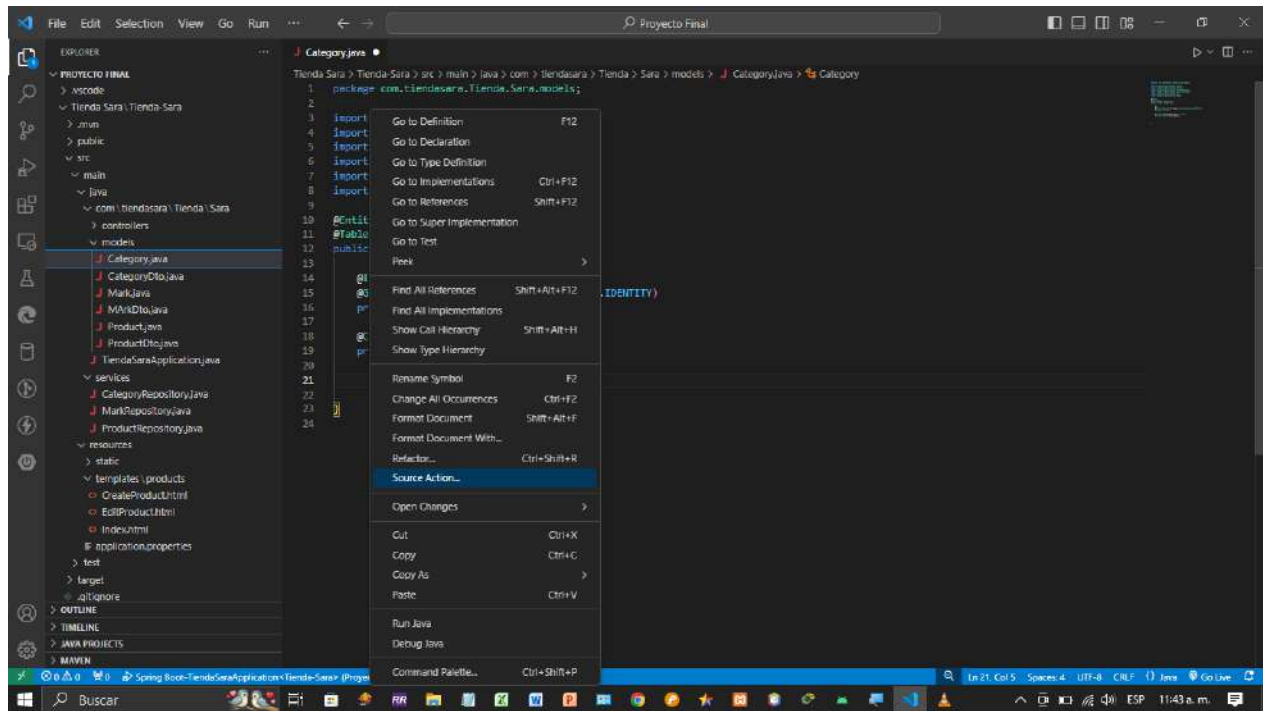 File Edit Selection View Go Run ... Proyecto Final
EXPLORER ...
PROYECTO FINAL
> .vscode
Tienda Sara\Tienda-Sara
> .mvn
> public
src
main
java
com\tiendasara\Tienda\Sara
> controllers
models
J Category.java
J CategoryDto.java
J Mark.java
J MArkDto.java
J Product.java
J ProductDto.java
J TiendaSaraApplication.java
services
J CategoryRepository.java
J MarkRepository.java
J ProductRepository.java
resources
> static
templates\products
CreateProduct.html
EditProduct.html
Index.html
application.properties
> test
> target
.gitignore
> OUTLINE
> TIMELINE
> JAVA PROJECTS
> MAVEN
J Category.java
Tienda Sara > Tienda-Sara > src > main > java > com > tiendasara > Tienda > Sara > models > J Category.java > Category
1 package com.tiendasara.Tienda.Sara.models;
2
3 import
4 import
5 import
6 import
7 import
8 import
9
10 @Entit
11 @Table
12 public
13
14 @I
15 @G .IDENTITY)
16 pr
17
18 @C
19 pr
20
21
22
23 }
24
Go to Definition F12
Go to Declaration
Go to Type Definition
Go to Implementations Ctrl+F12
Go to References Shift+F12
Go to Super Implementation
Go to Test
Peek >
Find All References Shift+Alt+F12
Find All Implementations
Show Call Hierarchy Shift+Alt+H
Show Type Hierarchy
Rename Symbol F2
Change All Occurrences Ctrl+F2
Format Document Shift+Alt+F
Format Document With...
Refactor... Ctrl+Shift+R
Source Action...
Open Changes >
Cut Ctrl+X
Copy Ctrl+C
Copy As >
Paste Ctrl+V
Run Java
Debug Java
Command Palette... Ctrl+Shift+P
0 0 0 Spring Boot-TiendaSaraApplication<Tienda-Sara> (Proye Ln 21, Col 5 Spaces: 4 UTF-8 CRLF {} Java Go Live
Buscar ESP 11:43 a. m.